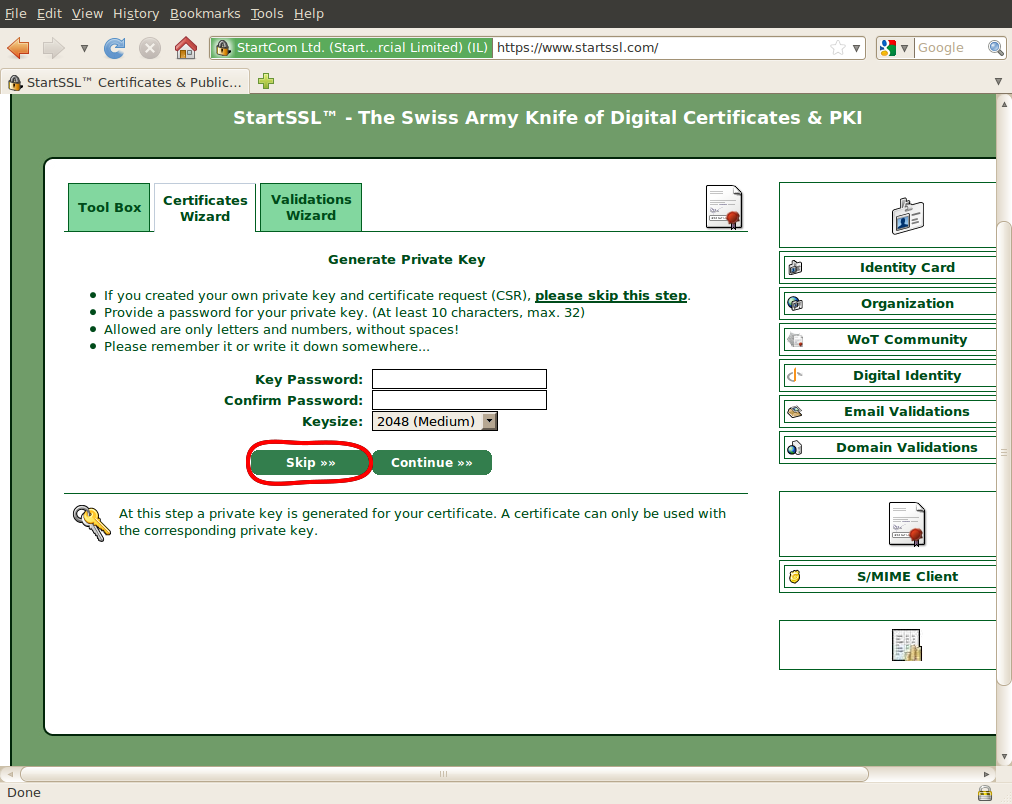 File Edit View History Bookmarks Tools Help
StartCom Ltd. (Start...rcial Limited) (IL) https://www.startssl.com/ Google
StartSSL™ Certificates & Public...
StartSSL™ - The Swiss Army Knife of Digital Certificates & PKI
Tool Box
Certificates
Wizard
Validations
Wizard
Generate Private Key
If you created your own private key and certificate request (CSR), please skip this step.
Provide a password for your private key. (At least 10 characters, max. 32)
Allowed are only letters and numbers, without spaces!
Please remember it or write it down somewhere...
Key Password:
Confirm Password:
Keysize: 2048 (Medium)
Skip »» Continue »»
At this step a private key is generated for your certificate. A certificate can only be used with
the corresponding private key.
Identity Card
Organization
WoT Community
Digital Identity
Email Validations
Domain Validations
S/MIME Client
Done